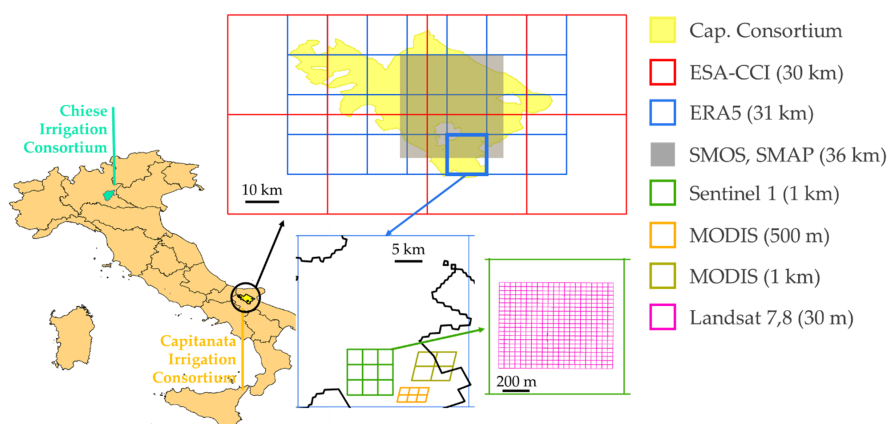 Chiese
Irrigation
Consortium
Capitanata
Irrigation
Consortium
10 km
5 km
200 m
Cap. Consortium
ESA-CCI (30 km)
ERA5 (31 km)
SMOS, SMAP (36 km)
Sentinel 1 (1 km)
MODIS (500 m)
MODIS (1 km)
Landsat 7,8 (30 m)